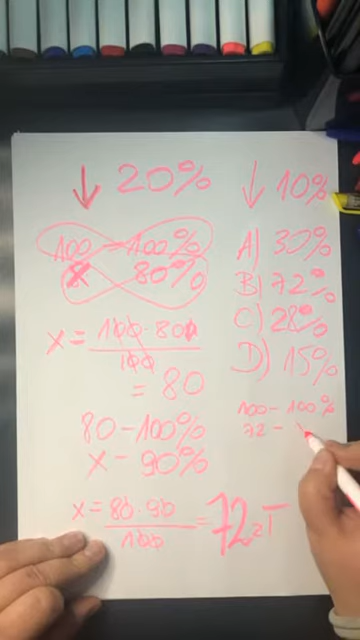 ↓ 20%
100 - 100%
x 80%
x = 100 · 80
100
= 80
80 - 100%
x - 90%
x = 80 · 90
100
= 72
↓ 10%
A) 30%
B) 72%
C) 28%
D) 15%
100 - 100%
72 -